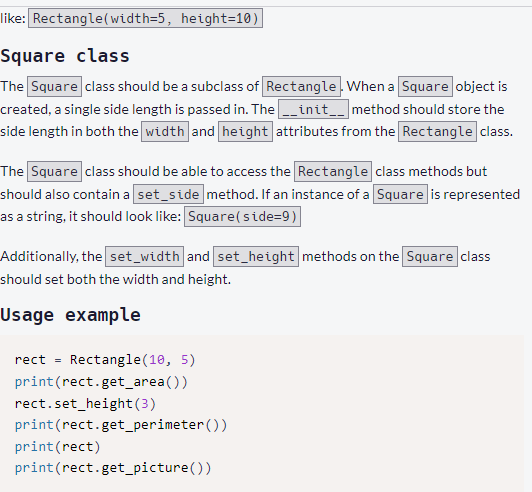 like: Rectangle(width=5, height=10)
Square class
The Square class should be a subclass of Rectangle. When a Square object is
created, a single side length is passed in. The __init__ method should store the
side length in both the width and height attributes from the Rectangle class.
The Square class should be able to access the Rectangle class methods but
should also contain a set_side method. If an instance of a Square is represented
as a string, it should look like: Square(side=9)
Additionally, the set_width and set_height methods on the Square class
should set both the width and height.
Usage example
rect = Rectangle(10, 5)
print(rect.get_area())
rect.set_height(3)
print(rect.get_perimeter())
print(rect)
print(rect.get_picture())